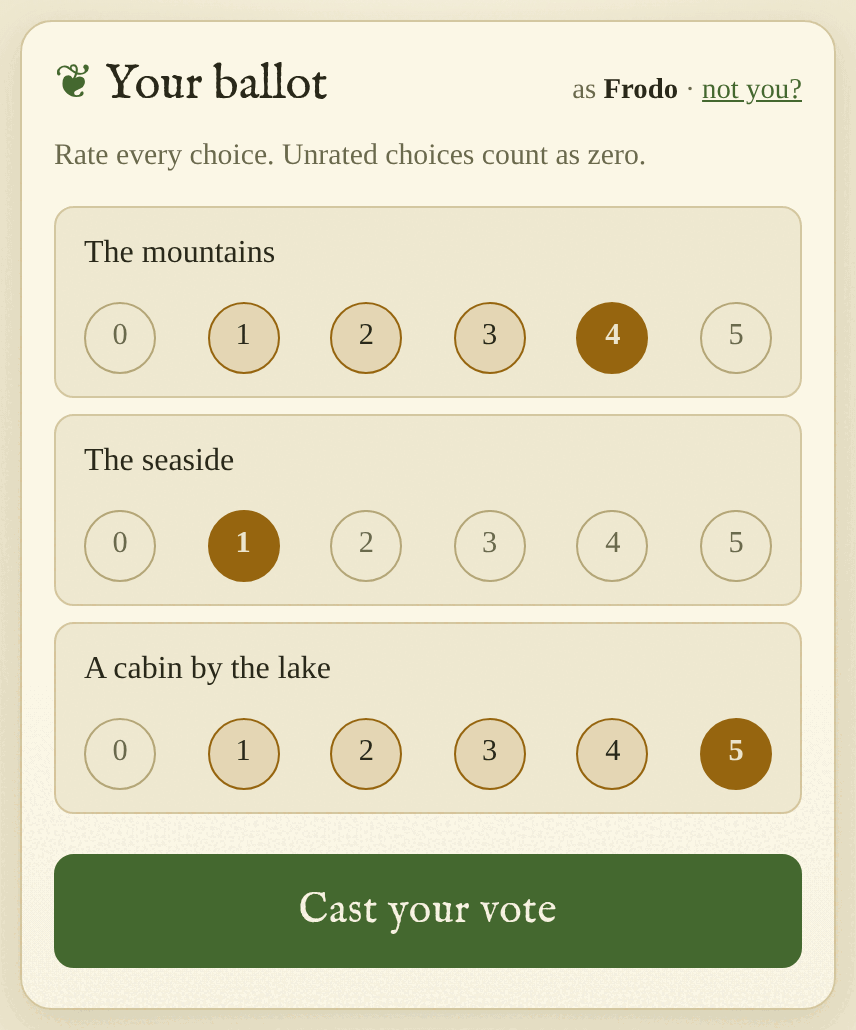 ❦ Your ballot
as Frodo · not you?
Rate every choice. Unrated choices count as zero.
The mountains
0 1 2 3 4 5
The seaside
0 1 2 3 4 5
A cabin by the lake
0 1 2 3 4 5
Cast your vote